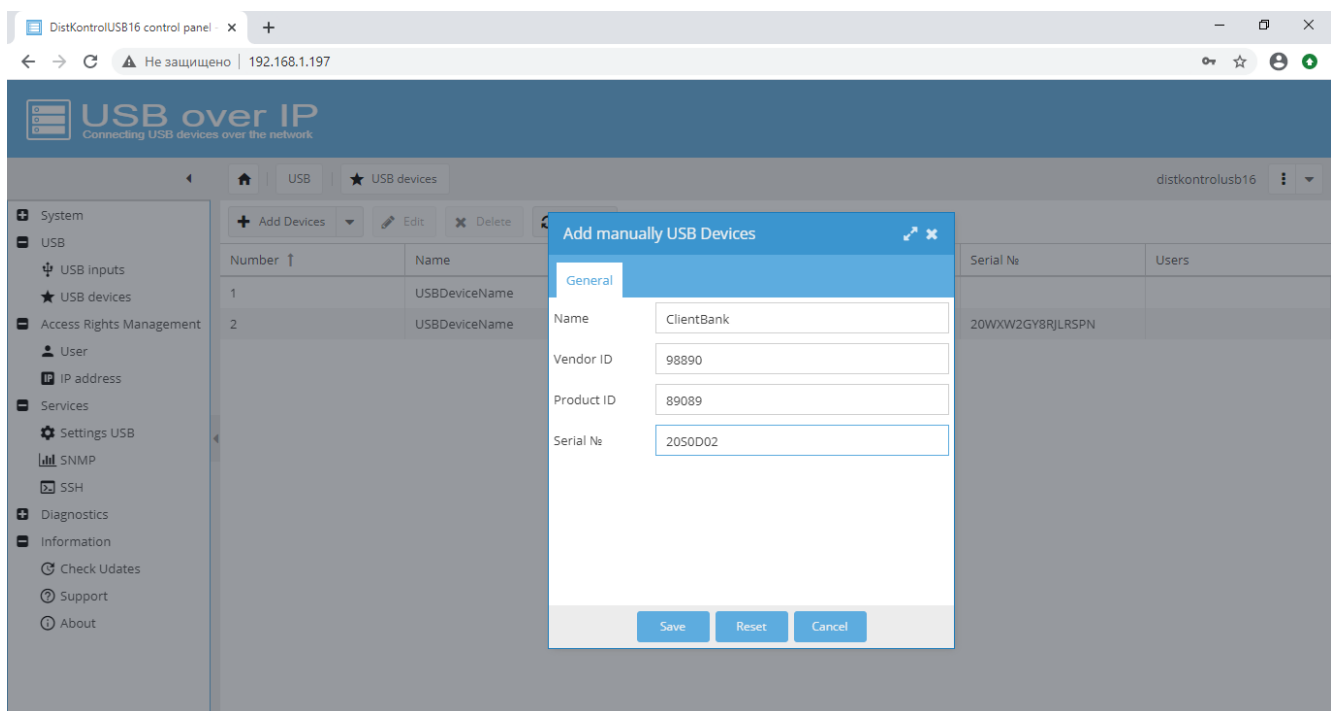 DistKontrolUSB16 control panel -
Не защищено | 192.168.1.197
USB over IP
Connecting USB devices over the network
USB
USB devices
distkontrolusb16
System
USB
USB inputs
USB devices
Access Rights Management
User
IP address
Services
Settings USB
SNMP
SSH
Diagnostics
Information
Check Udates
Support
About
Add Devices
Edit
Delete
Number
Name
Serial №
Users
1
USBDeviceName
2
USBDeviceName
20WXW2GY8RJLRSPN
Add manually USB Devices
General
Name
ClientBank
Vendor ID
98890
Product ID
89089
Serial №
20S0D02
Save
Reset
Cancel